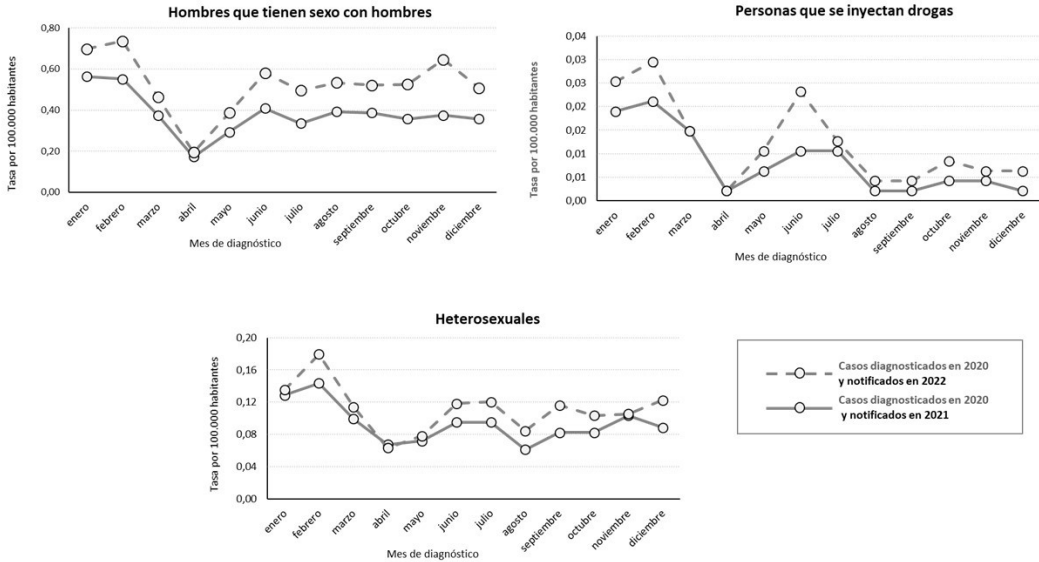 Hombres que tienen sexo con hombres
Tasa por 100.000 habitantes
0,80
0,60
0,40
0,20
0,00
enero
febrero
marzo
abril
mayo
junio
julio
agosto
septiembre
octubre
noviembre
diciembre
Mes de diagnóstico
Personas que se inyectan drogas
Tasa por 100.000 habitantes
0,04
0,03
0,03
0,02
0,02
0,01
0,01
0,00
enero
febrero
marzo
abril
mayo
junio
julio
agosto
septiembre
octubre
noviembre
diciembre
Mes de diagnóstico
Heterosexuales
Tasa por 100.000 habitantes
0,20
0,16
0,12
0,08
0,04
0,00
enero
febrero
marzo
abril
mayo
junio
julio
agosto
septiembre
octubre
noviembre
diciembre
Mes de diagnóstico
Casos diagnosticados en 2020
y notificados en 2022
Casos diagnosticados en 2020
y notificados en 2021